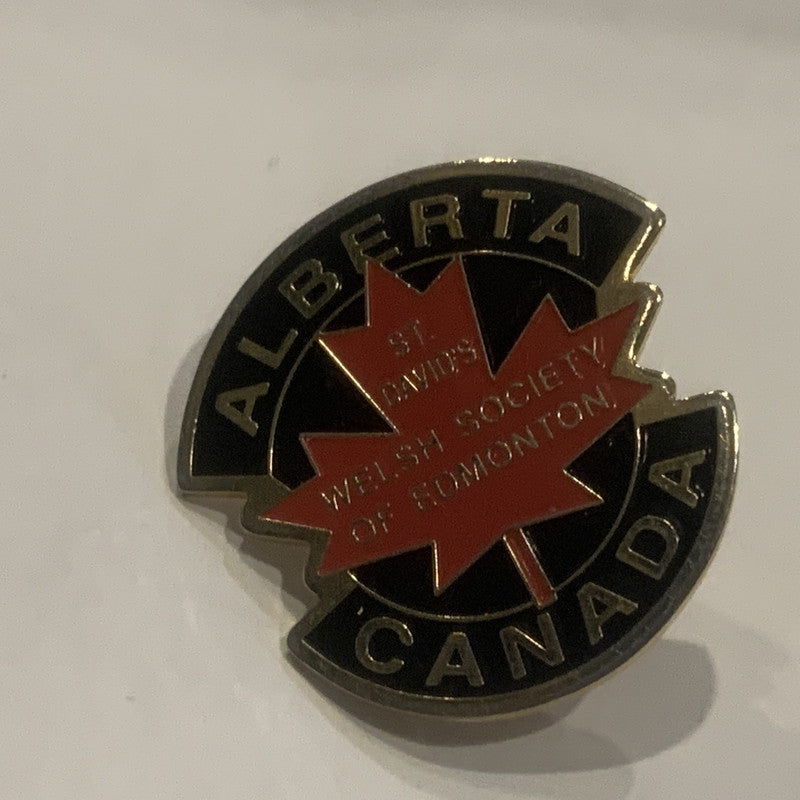 ALBERTA
ST.
DAVID'S
WELSH SOCIETY
OF EDMONTON
CANADA